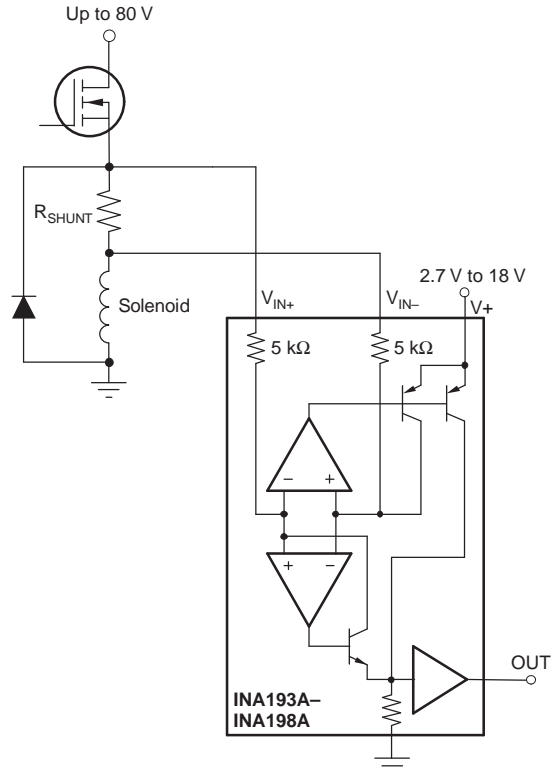 Up to 80 V
R_SHUNT
Solenoid
V_IN+
V_IN–
2.7 V to 18 V
V+
5 kΩ
5 kΩ
− +
+ −
OUT
INA193A–
INA198A